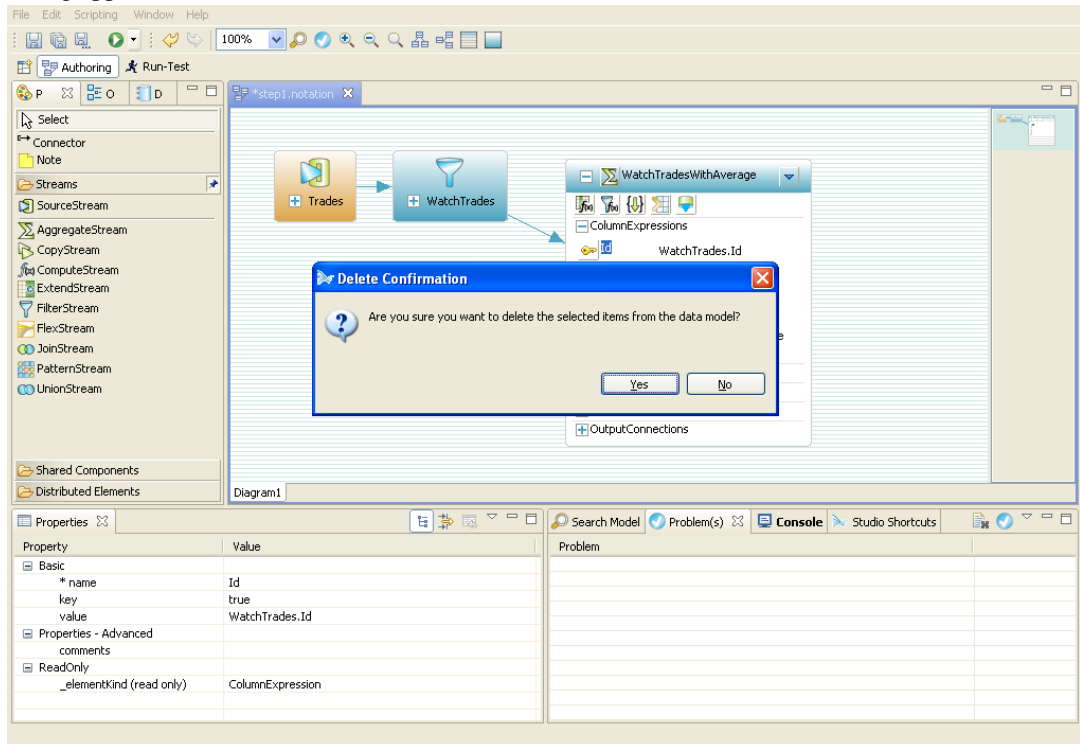 File Edit Scripting Window Help
100%
Authoring Run-Test
P O D *step1.notation
Select
Connector
Note
Streams
SourceStream
AggregateStream
CopyStream
ComputeStream
ExtendStream
FilterStream
FlexStream
JoinStream
PatternStream
UnionStream
Shared Components
Distributed Elements
Trades
WatchTrades
WatchTradesWithAverage
ColumnExpressions
Id WatchTrades.Id
Delete Confirmation
Are you sure you want to delete the selected items from the data model?
Yes No
OutputConnections
Diagram1
Properties
Property Value
Basic
* name Id
key true
value WatchTrades.Id
Properties - Advanced
comments
ReadOnly
_elementKind (read only) ColumnExpression
Search Model Problem(s) Console Studio Shortcuts
Problem